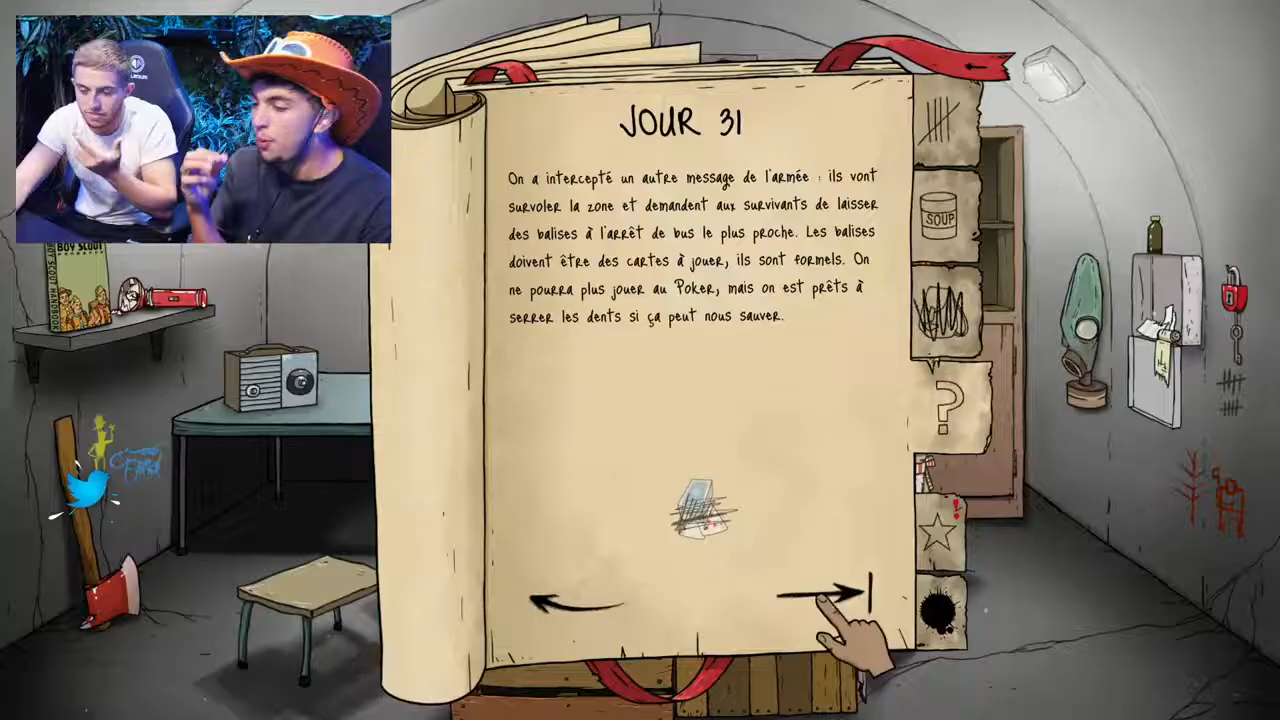 JOUR 31
On a intercepté un autre message de l'armée : ils vont
survoler la zone et demandent aux survivants de laisser
des balises à l'arrêt de bus le plus proche. Les balises
doivent être des cartes à jouer, ils sont formels. On
ne pourra plus jouer au Poker, mais on est prêts à
serrer les dents si ça peut nous sauver.
SOUP
?
!
BOY SCOUT